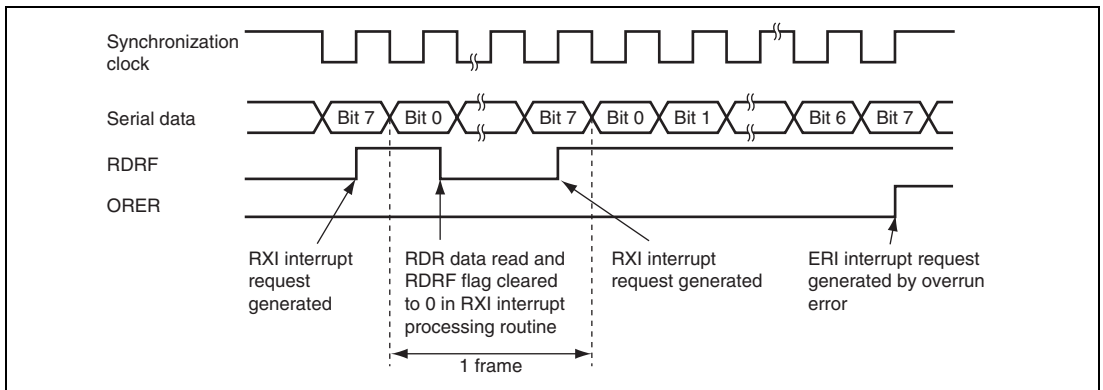 Synchronization
clock
Serial data
Bit 7 Bit 0 Bit 7 Bit 0 Bit 1 Bit 6 Bit 7
RDRF
ORER
RXI interrupt
request
generated
RDR data read and
RDRF flag cleared
to 0 in RXI interrupt
processing routine
RXI interrupt
request generated
ERI interrupt request
generated by overrun
error
1 frame